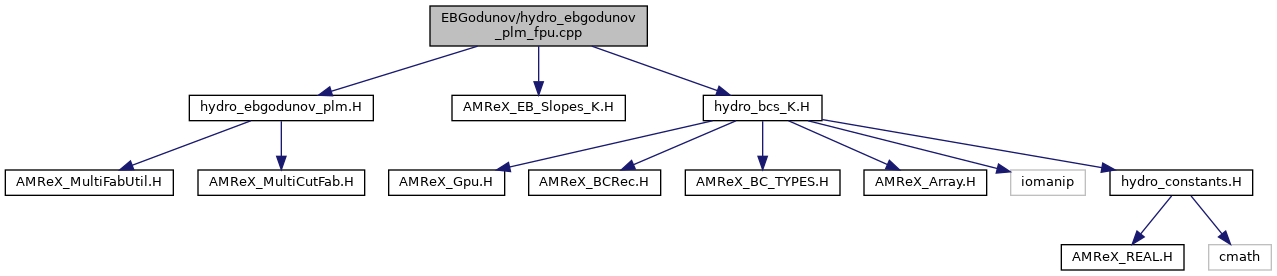 EBGodunov/hydro_ebgodunov
_plm_fpu.cpp
hydro_ebgodunov_plm.H
AMReX_EB_Slopes_K.H
hydro_bcs_K.H
AMReX_MultiFabUtil.H
AMReX_MultiCutFab.H
AMReX_Gpu.H
AMReX_BCRec.H
AMReX_BC_TYPES.H
AMReX_Array.H
iomanip
hydro_constants.H
AMReX_REAL.H
cmath